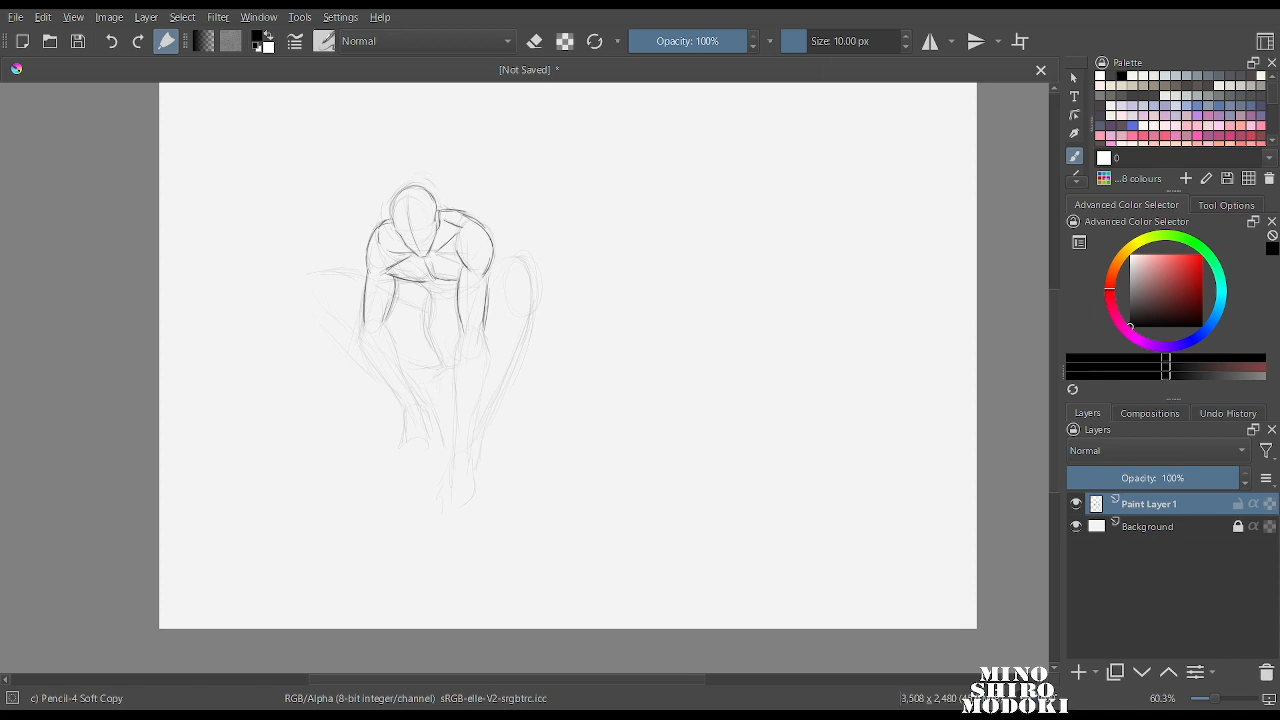 File Edit View Image Layer Select Filter Window Tools Settings Help
Normal
Opacity: 100%
Size: 10.00 px
[Not Saved] *
Palette
0
...8 colours
Advanced Color Selector
Tool Options
Advanced Color Selector
Layers
Compositions
Undo History
Layers
Normal
Opacity: 100%
Paint Layer 1
Background
c) Pencil-4 Soft Copy
RGB/Alpha (8-bit integer/channel) sRGB-elle-V2-srgbtrc.icc
3,508 x 2,480
60.3%
MINO
SHIRO
MODOKI